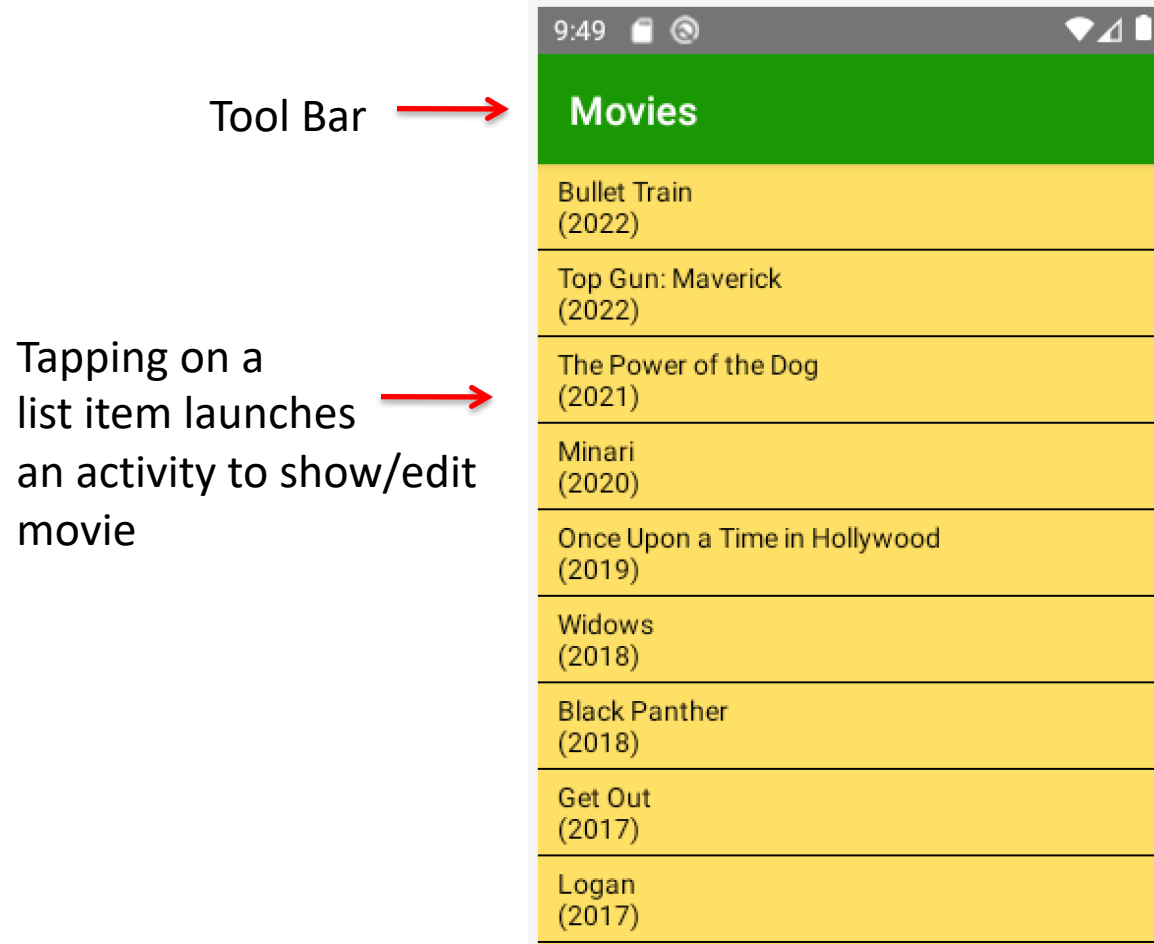 9:49
Tool Bar
Movies
Bullet Train
(2022)
Top Gun: Maverick
(2022)
Tapping on a
list item launches
an activity to show/edit
movie
The Power of the Dog
(2021)
Minari
(2020)
Once Upon a Time in Hollywood
(2019)
Widows
(2018)
Black Panther
(2018)
Get Out
(2017)
Logan
(2017)